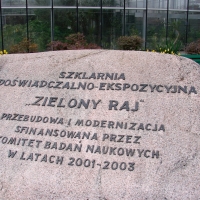 SZKLARNIA
DOŚWIADCZALNO-EKSPOZYCYJNA
"ZIELONY RAJ"
PRZEBUDOWA I MODERNIZACJA
SFINANSOWANA PRZEZ
KOMITET BADAŃ NAUKOWYCH
W LATACH 2001-2003